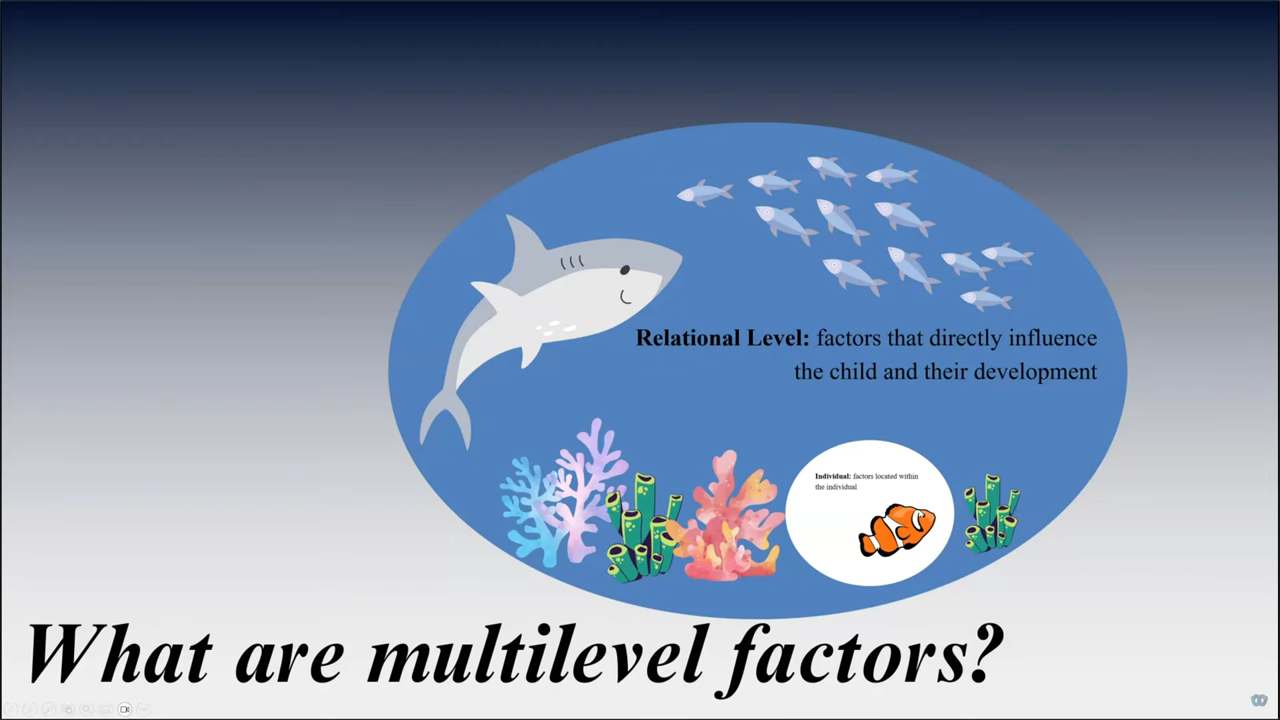 Relational Level: factors that directly influence
the child and their development
Individual: factors located within
the individual
What are multilevel factors?